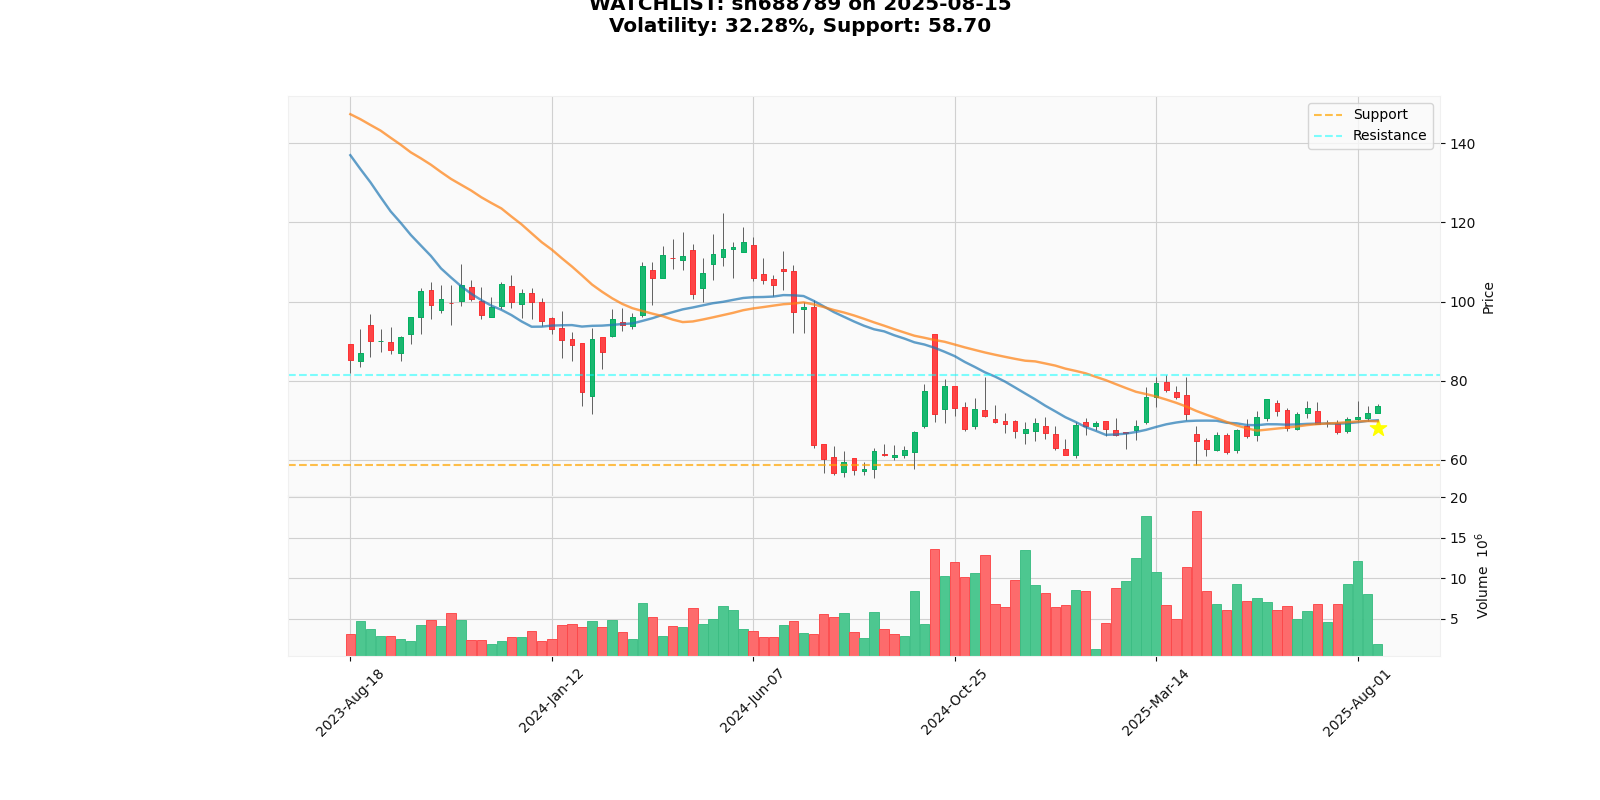 WATCHLIST: sh688789 on 2025-08-15
Volatility: 32.28%, Support: 58.70
Support
Resistance
140
120
100
80
60
Price
20
15
10
5
Volume 10^6
2023-Aug-18
2024-Jan-12
2024-Jun-07
2024-Oct-25
2025-Mar-14
2025-Aug-01